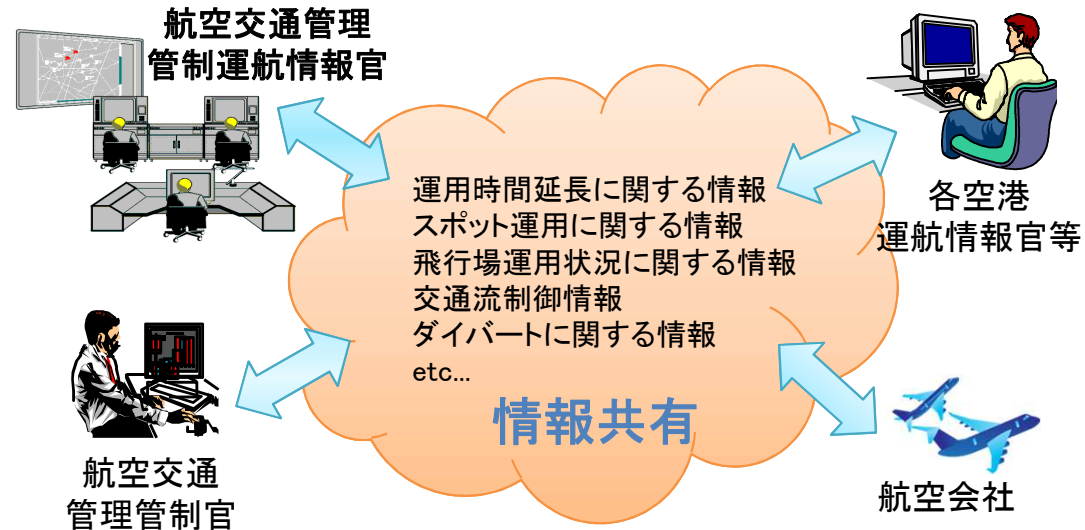 航空交通管理
管制運航情報官
運用時間延長に関する情報
スポット運用に関する情報
飛行場運用状況に関する情報
交通流制御情報
ダイバートに関する情報
etc...
情報共有
各空港
運航情報官等
航空交通
管理管制官
航空会社